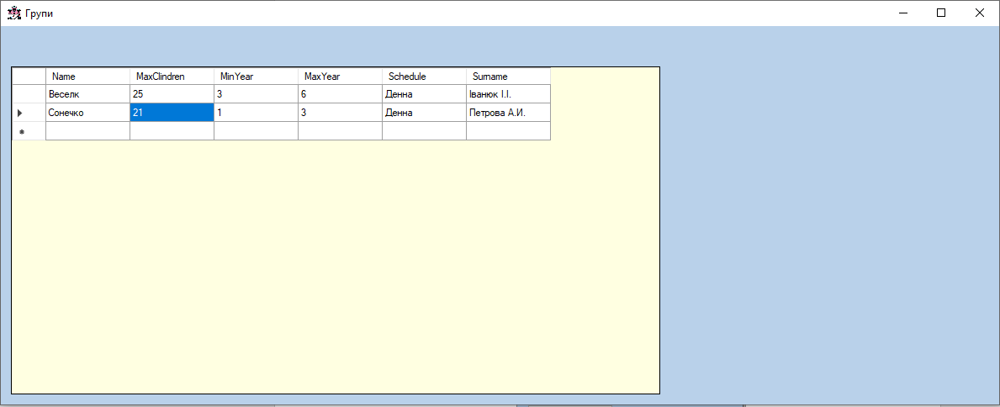 Групи
Name MaxClindren MinYear MaxYear Schedule Surname
Веселк 25 3 6 Денна Іванюк І.І.
Сонечко 21 1 3 Денна Петрова А.И.